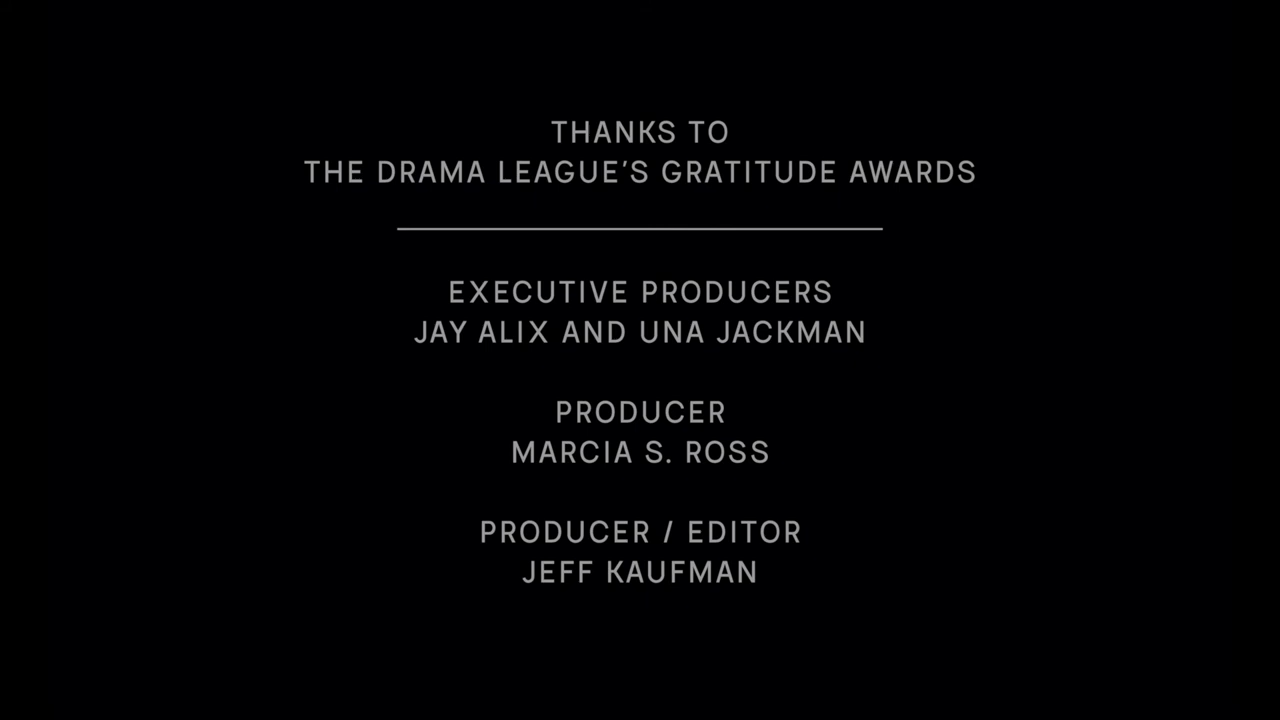 THANKS TO
THE DRAMA LEAGUE'S GRATITUDE AWARDS
EXECUTIVE PRODUCERS
JAY ALIX AND UNA JACKMAN
PRODUCER
MARCIA S. ROSS
PRODUCER / EDITOR
JEFF KAUFMAN